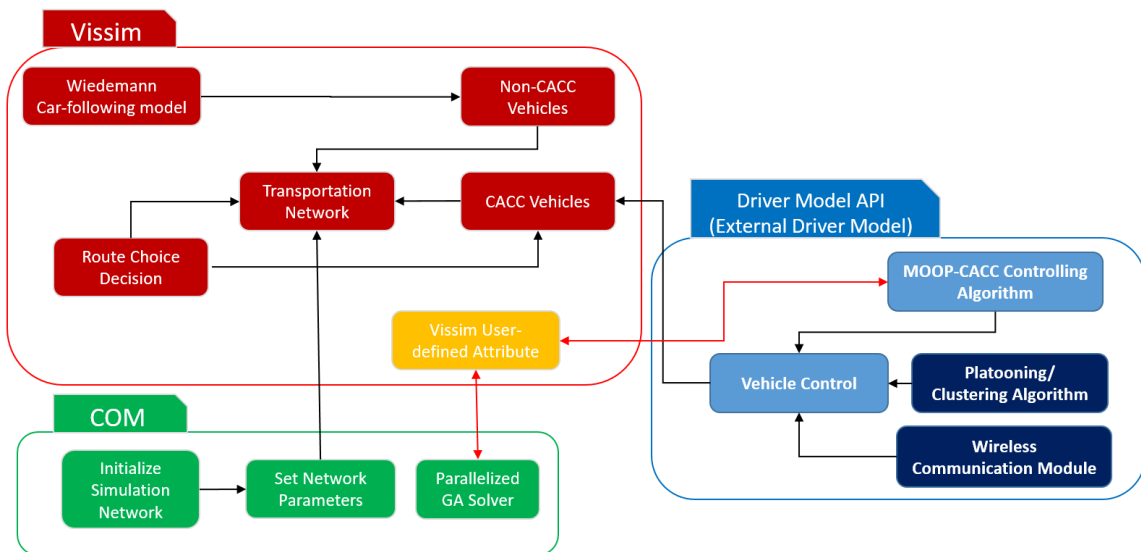 Vissim
Wiedemann
Car-following model
Non-CACC
Vehicles
Transportation
Network
CACC Vehicles
Route Choice
Decision
Vissim User-
defined Attribute
Driver Model API
(External Driver Model)
MOOP-CACC Controlling
Algorithm
Vehicle Control
Platooning/
Clustering Algorithm
Wireless
Communication Module
COM
Initialize
Simulation
Network
Set Network
Parameters
Parallelized
GA Solver